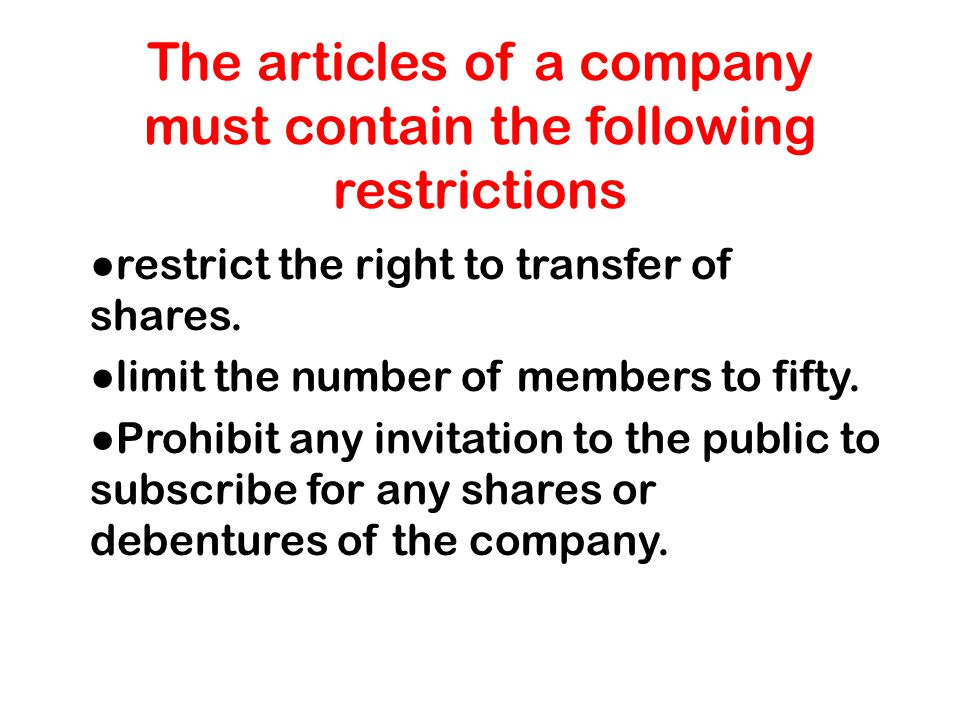 The articles of a company
must contain the following
restrictions
●restrict the right to transfer of
shares.
●limit the number of members to fifty.
●Prohibit any invitation to the public to
subscribe for any shares or
debentures of the company.